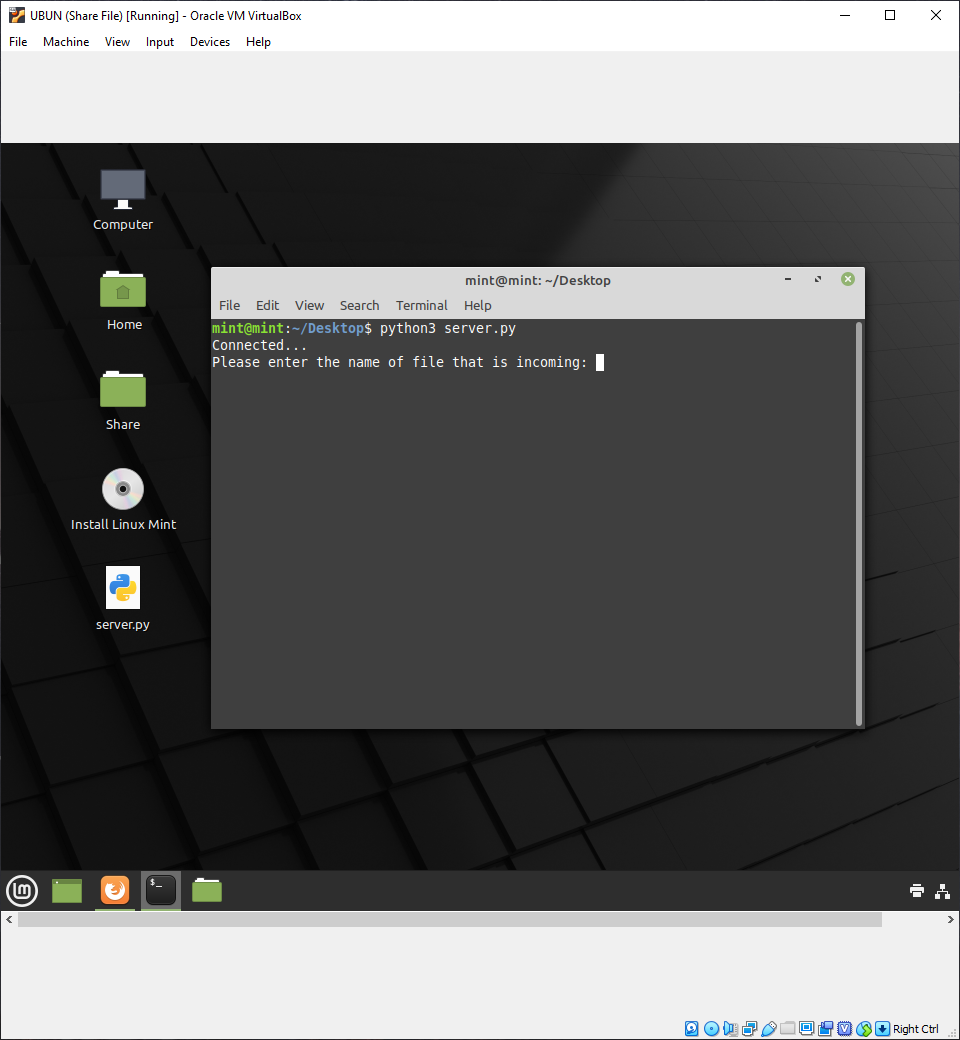 UBUN (Share File) [Running] - Oracle VM VirtualBox
File Machine View Input Devices Help
Computer
Home
Share
Install Linux Mint
server.py
mint@mint: ~/Desktop
File Edit View Search Terminal Help
mint@mint:~/Desktop$ python3 server.py
Connected...
Please enter the name of file that is incoming:
lm
$_
V
Right Ctrl